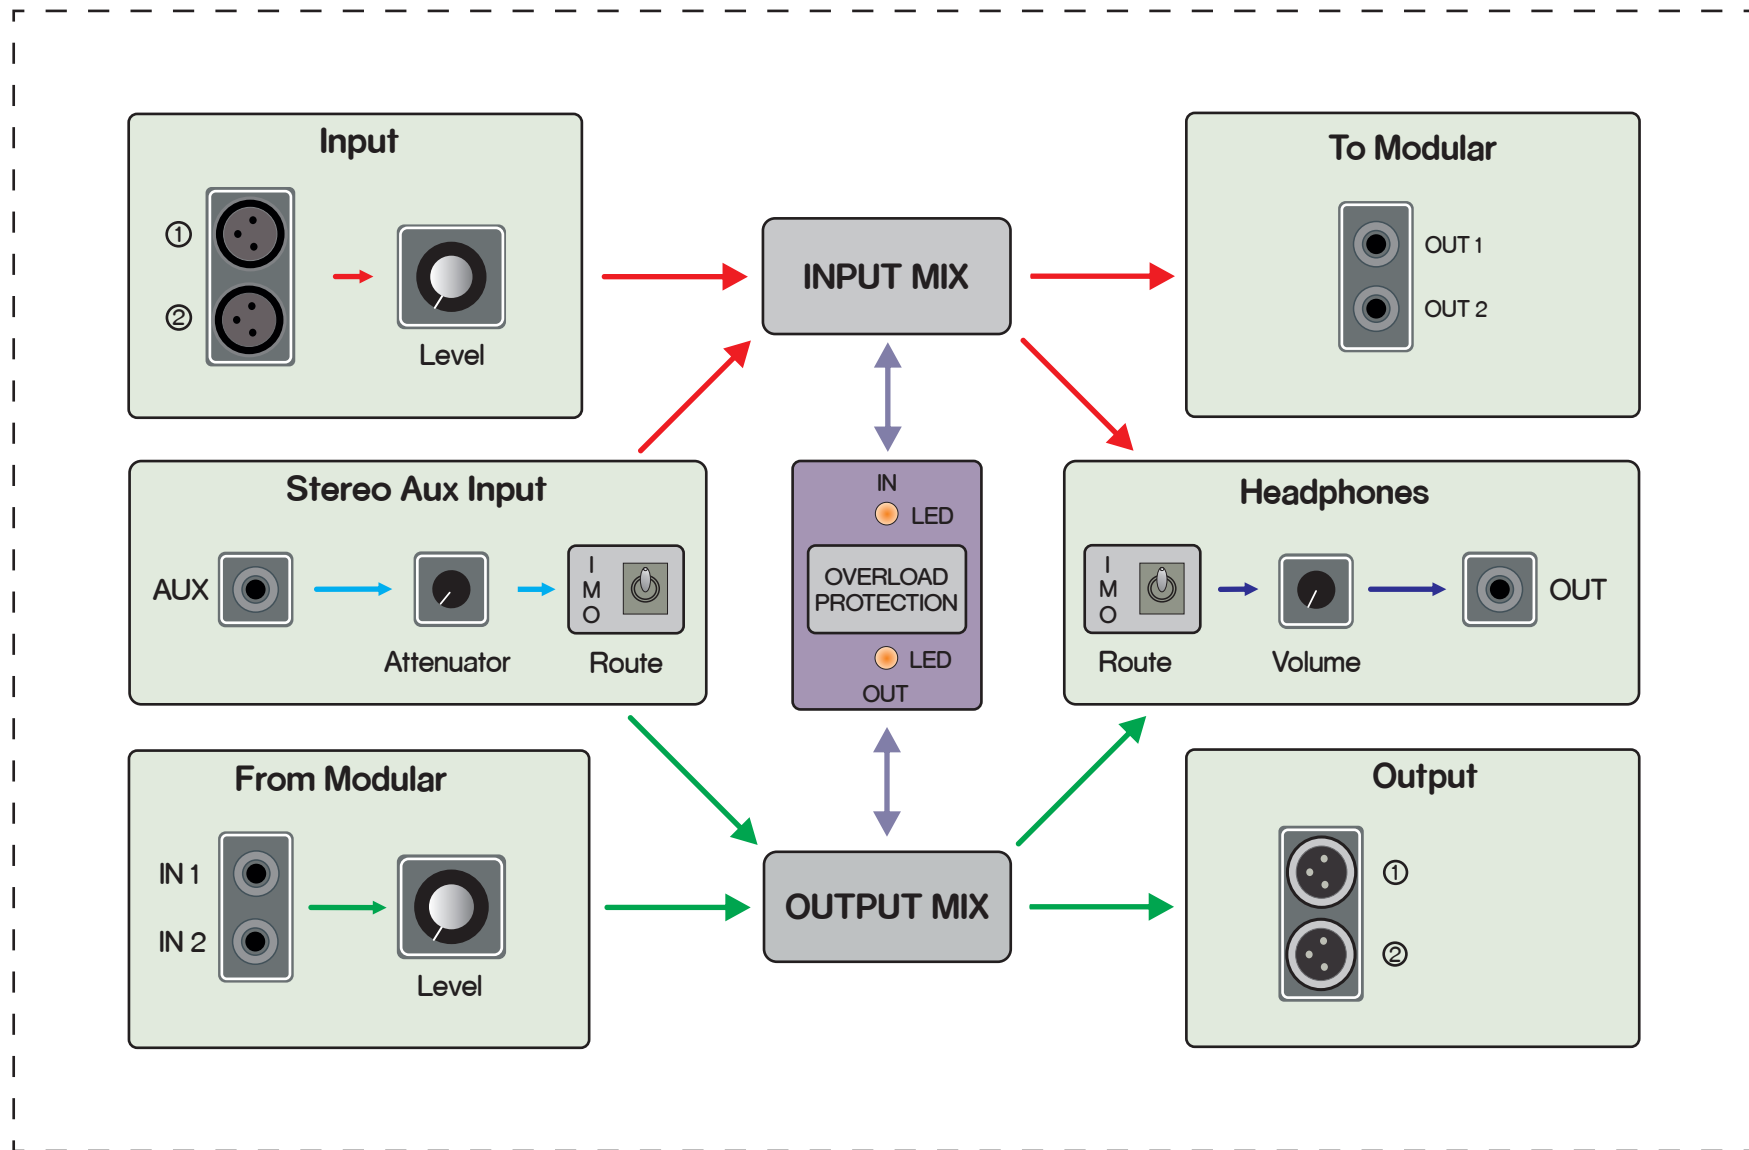 Input
①
②
Level
INPUT MIX
To Modular
OUT 1
OUT 2
Stereo Aux Input
AUX
Attenuator
I
M
O
Route
IN
LED
OVERLOAD
PROTECTION
LED
OUT
Headphones
I
M
O
Route
Volume
OUT
From Modular
IN 1
IN 2
Level
OUTPUT MIX
Output
①
②